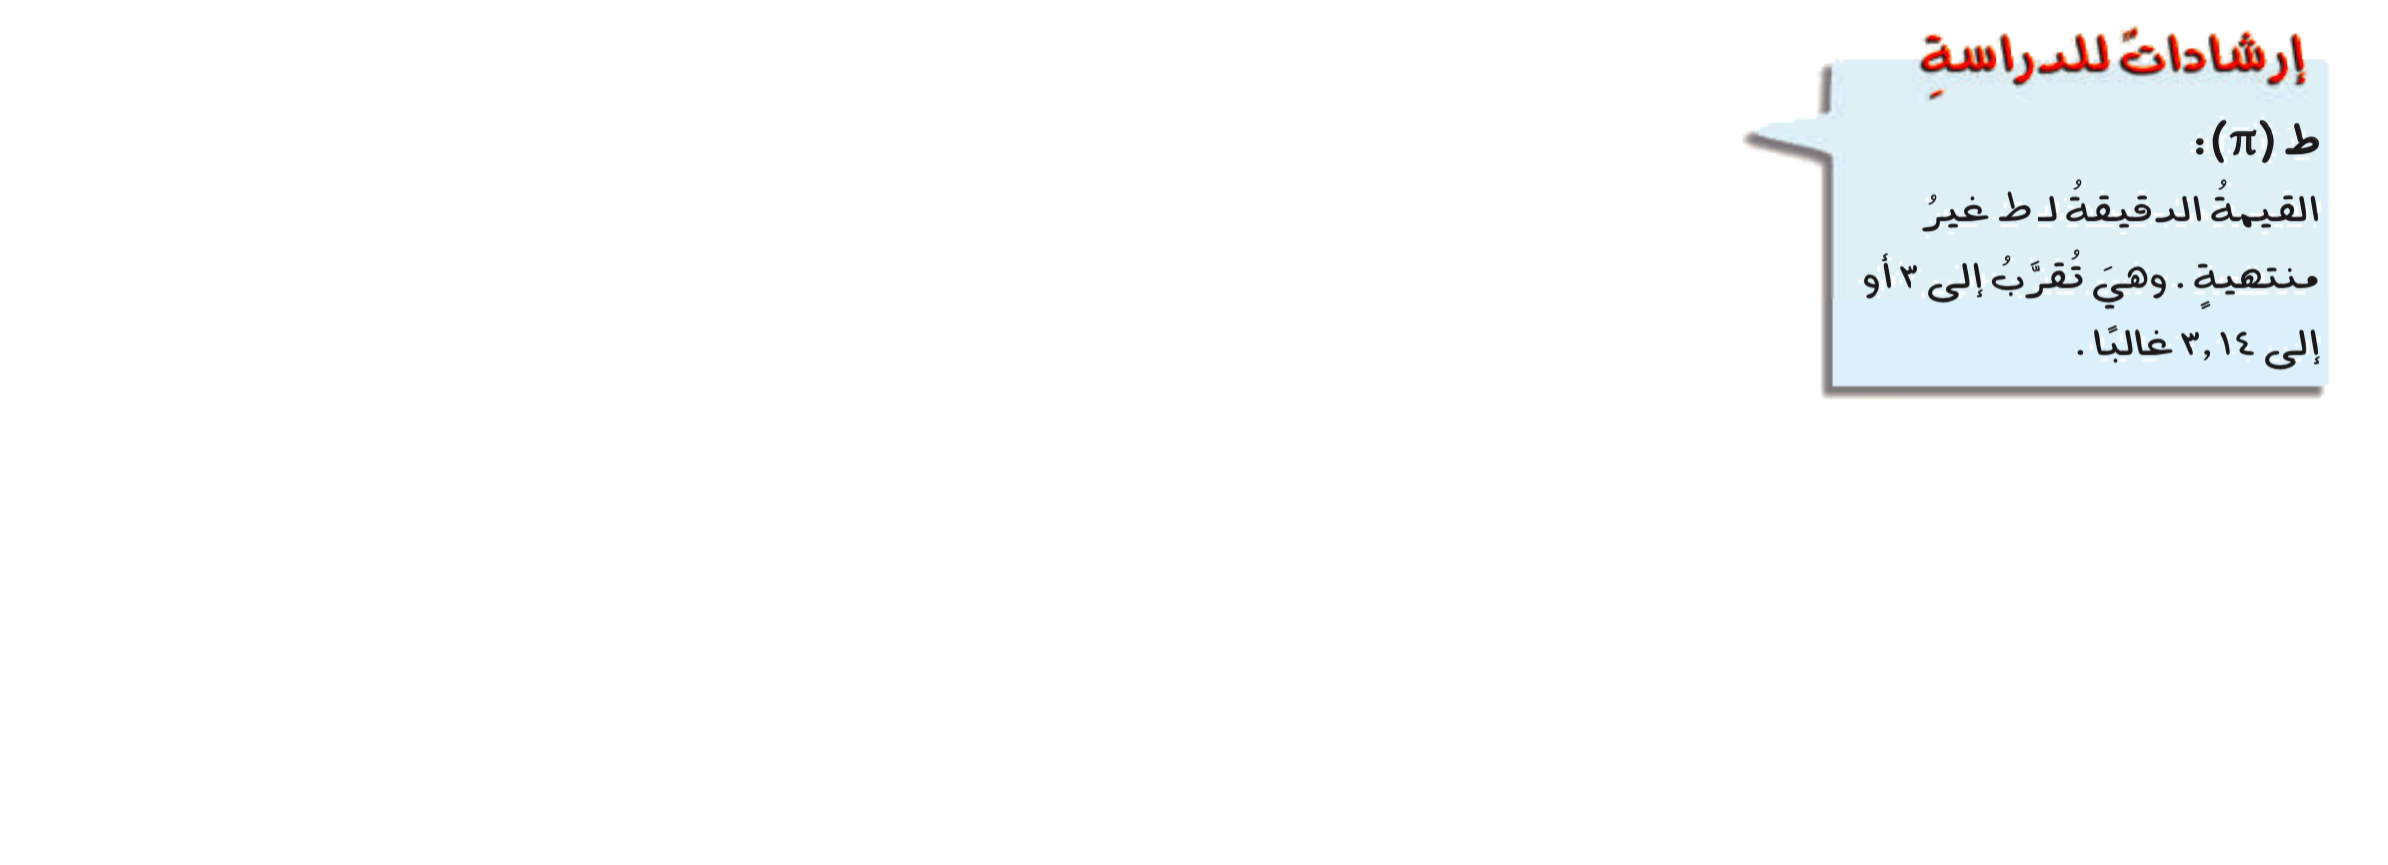 إرشاداتٌ للدراسةِ
ط (π):
القيمةُ الدقيقةُ لـ ط غيرُ
منتهيةٍ . وهيَ تُقرَّبُ إلى ٣ أو
إلى ٣,١٤ غالبًا .